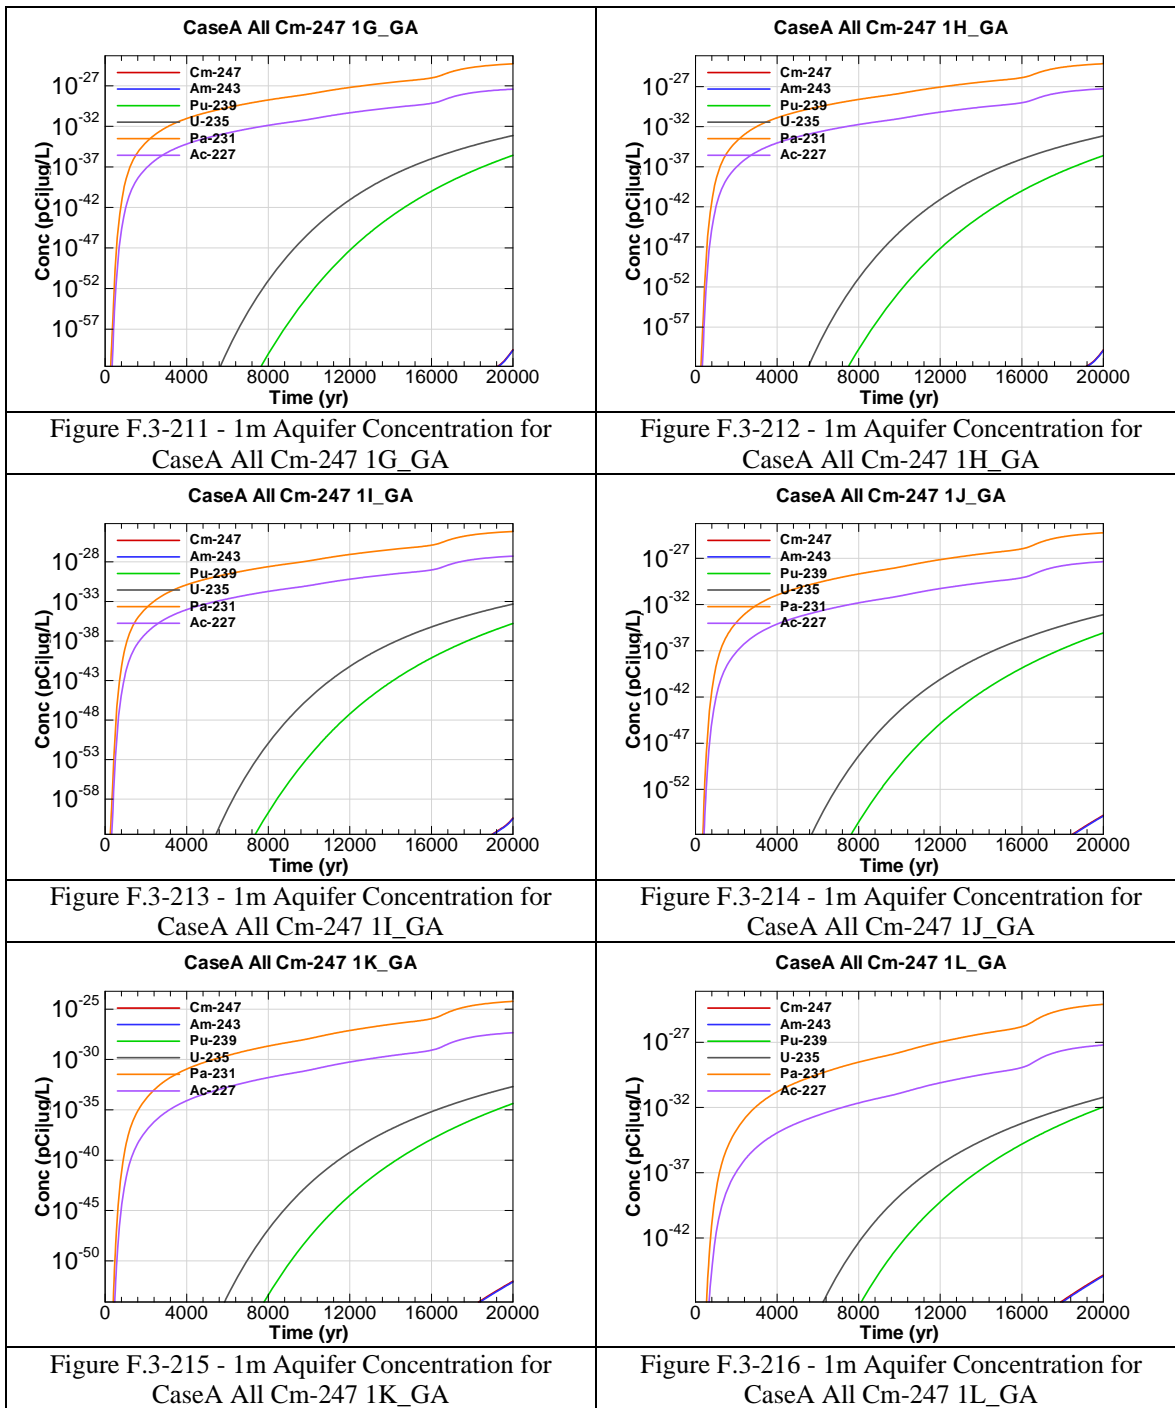 CaseA All Cm-247 1G_GA
Conc (pCi|ug/L)
10^-27
10^-32
10^-37
10^-42
10^-47
10^-52
10^-57
Cm-247
Am-243
Pu-239
U-235
Pa-231
Ac-227
0 4000 8000 12000 16000 20000
Time (yr)
Figure F.3-211 - 1m Aquifer Concentration for
CaseA All Cm-247 1G_GA
CaseA All Cm-247 1H_GA
Conc (pCi|ug/L)
10^-27
10^-32
10^-37
10^-42
10^-47
10^-52
10^-57
Cm-247
Am-243
Pu-239
U-235
Pa-231
Ac-227
0 4000 8000 12000 16000 20000
Time (yr)
Figure F.3-212 - 1m Aquifer Concentration for
CaseA All Cm-247 1H_GA
CaseA All Cm-247 1I_GA
Conc (pCi|ug/L)
10^-28
10^-33
10^-38
10^-43
10^-48
10^-53
10^-58
Cm-247
Am-243
Pu-239
U-235
Pa-231
Ac-227
0 4000 8000 12000 16000 20000
Time (yr)
Figure F.3-213 - 1m Aquifer Concentration for
CaseA All Cm-247 1I_GA
CaseA All Cm-247 1J_GA
Conc (pCi|ug/L)
10^-27
10^-32
10^-37
10^-42
10^-47
10^-52
Cm-247
Am-243
Pu-239
U-235
Pa-231
Ac-227
0 4000 8000 12000 16000 20000
Time (yr)
Figure F.3-214 - 1m Aquifer Concentration for
CaseA All Cm-247 1J_GA
CaseA All Cm-247 1K_GA
Conc (pCi|ug/L)
10^-25
10^-30
10^-35
10^-40
10^-45
10^-50
Cm-247
Am-243
Pu-239
U-235
Pa-231
Ac-227
0 4000 8000 12000 16000 20000
Time (yr)
Figure F.3-215 - 1m Aquifer Concentration for
CaseA All Cm-247 1K_GA
CaseA All Cm-247 1L_GA
Conc (pCi|ug/L)
10^-27
10^-32
10^-37
10^-42
Cm-247
Am-243
Pu-239
U-235
Pa-231
Ac-227
0 4000 8000 12000 16000 20000
Time (yr)
Figure F.3-216 - 1m Aquifer Concentration for
CaseA All Cm-247 1L_GA